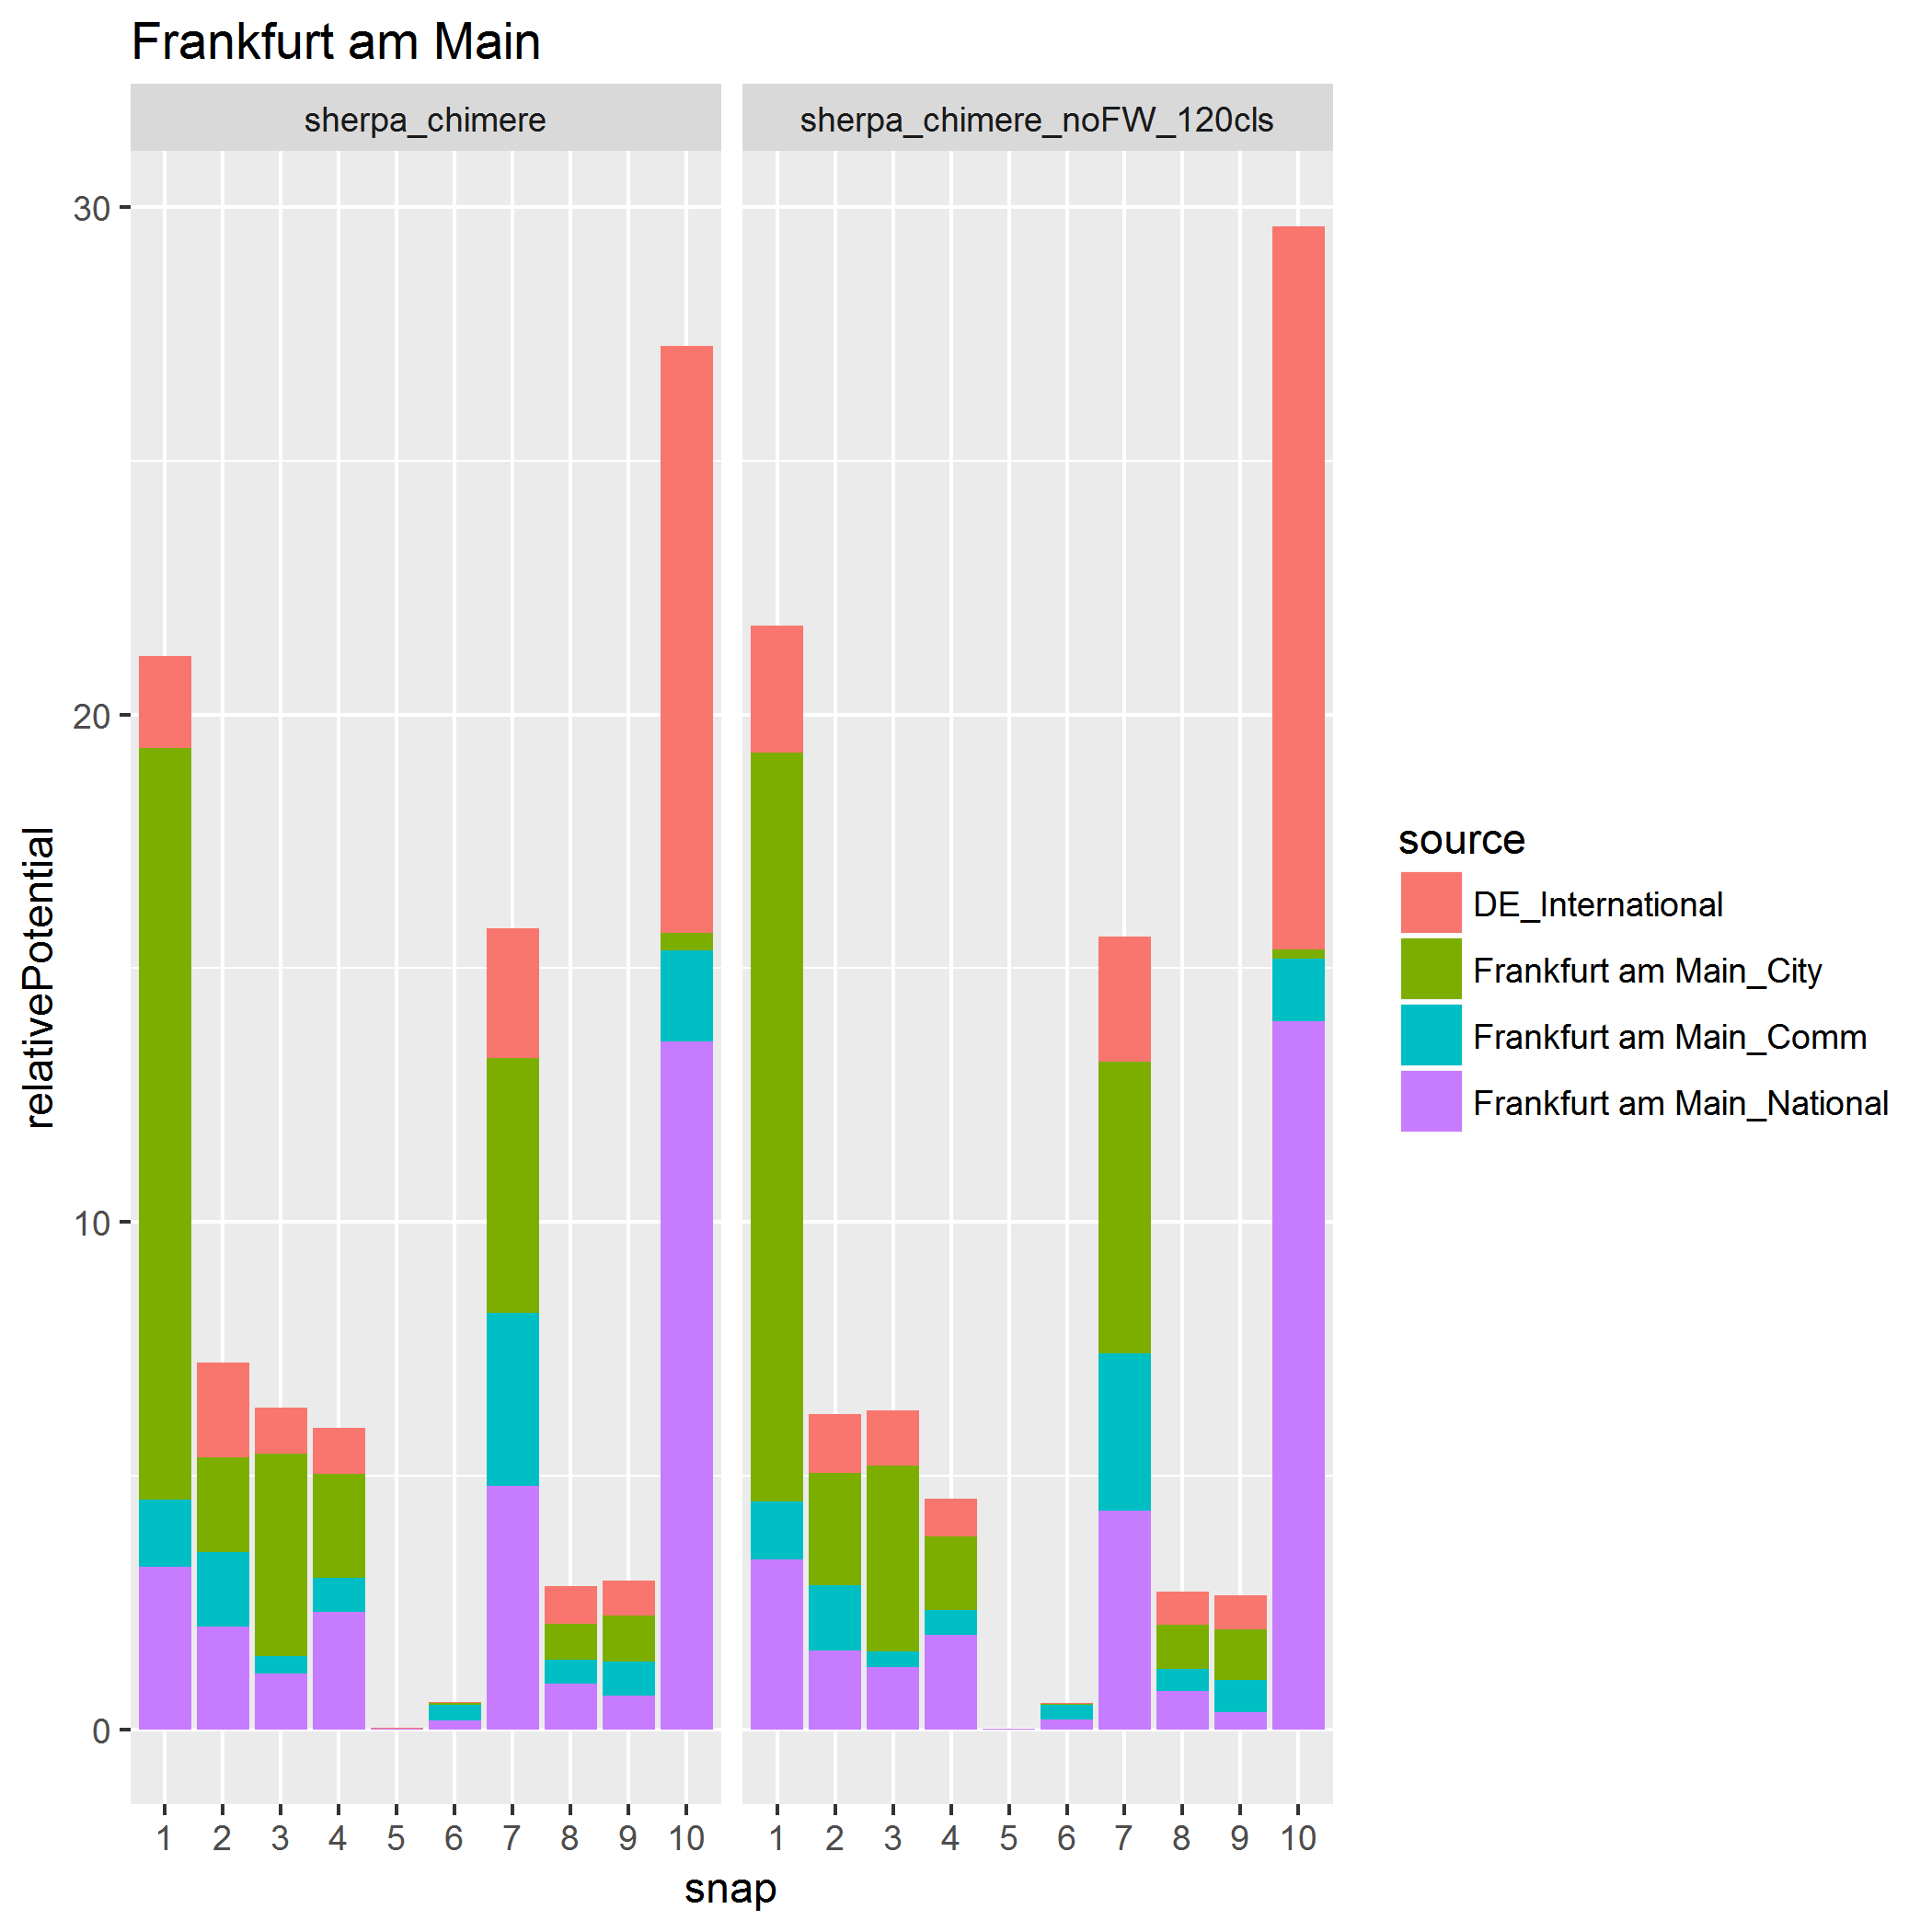 Frankfurt am Main
sherpa_chimere
sherpa_chimere_noFW_120cls
30
20
10
0
relativePotential
1 2 3 4 5 6 7 8 9 10
1 2 3 4 5 6 7 8 9 10
snap
source
DE_International
Frankfurt am Main_City
Frankfurt am Main_Comm
Frankfurt am Main_National